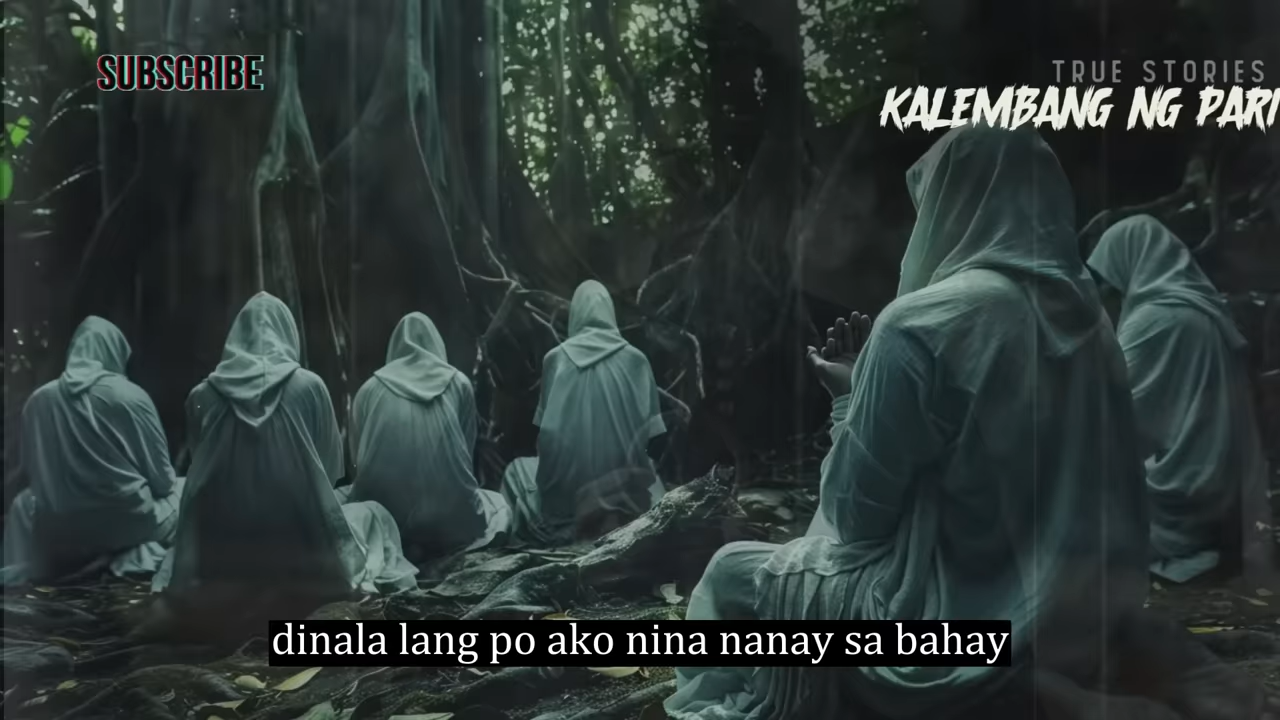 SUBSCRIBE
TRUE STORIES
KALEMBANG NG PARI
dinala lang po ako nina nanay sa bahay